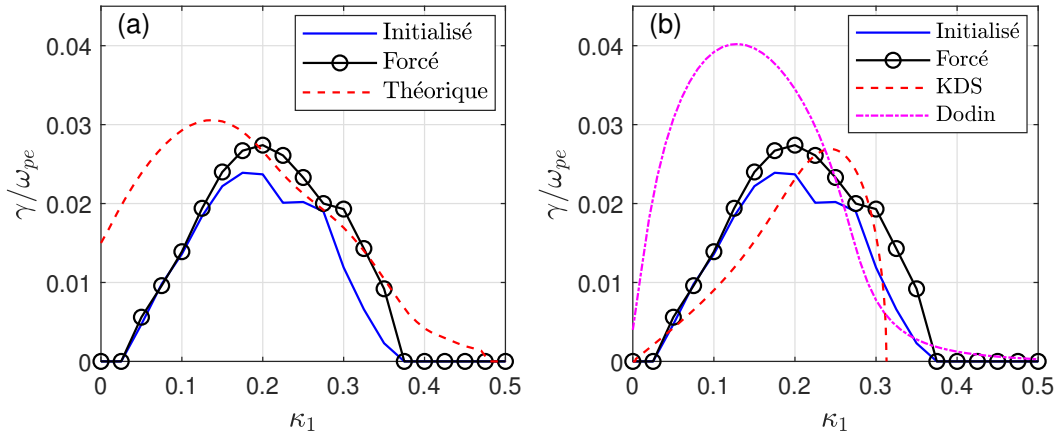 (a)
Initialisé
Forcé
Théorique
0.04
0.03
0.02
0.01
0
γ/ω_pe
0 0.1 0.2 0.3 0.4 0.5
κ₁
(b)
Initialisé
Forcé
KDS
Dodin
0.04
0.03
0.02
0.01
0
γ/ω_pe
0 0.1 0.2 0.3 0.4 0.5
κ₁